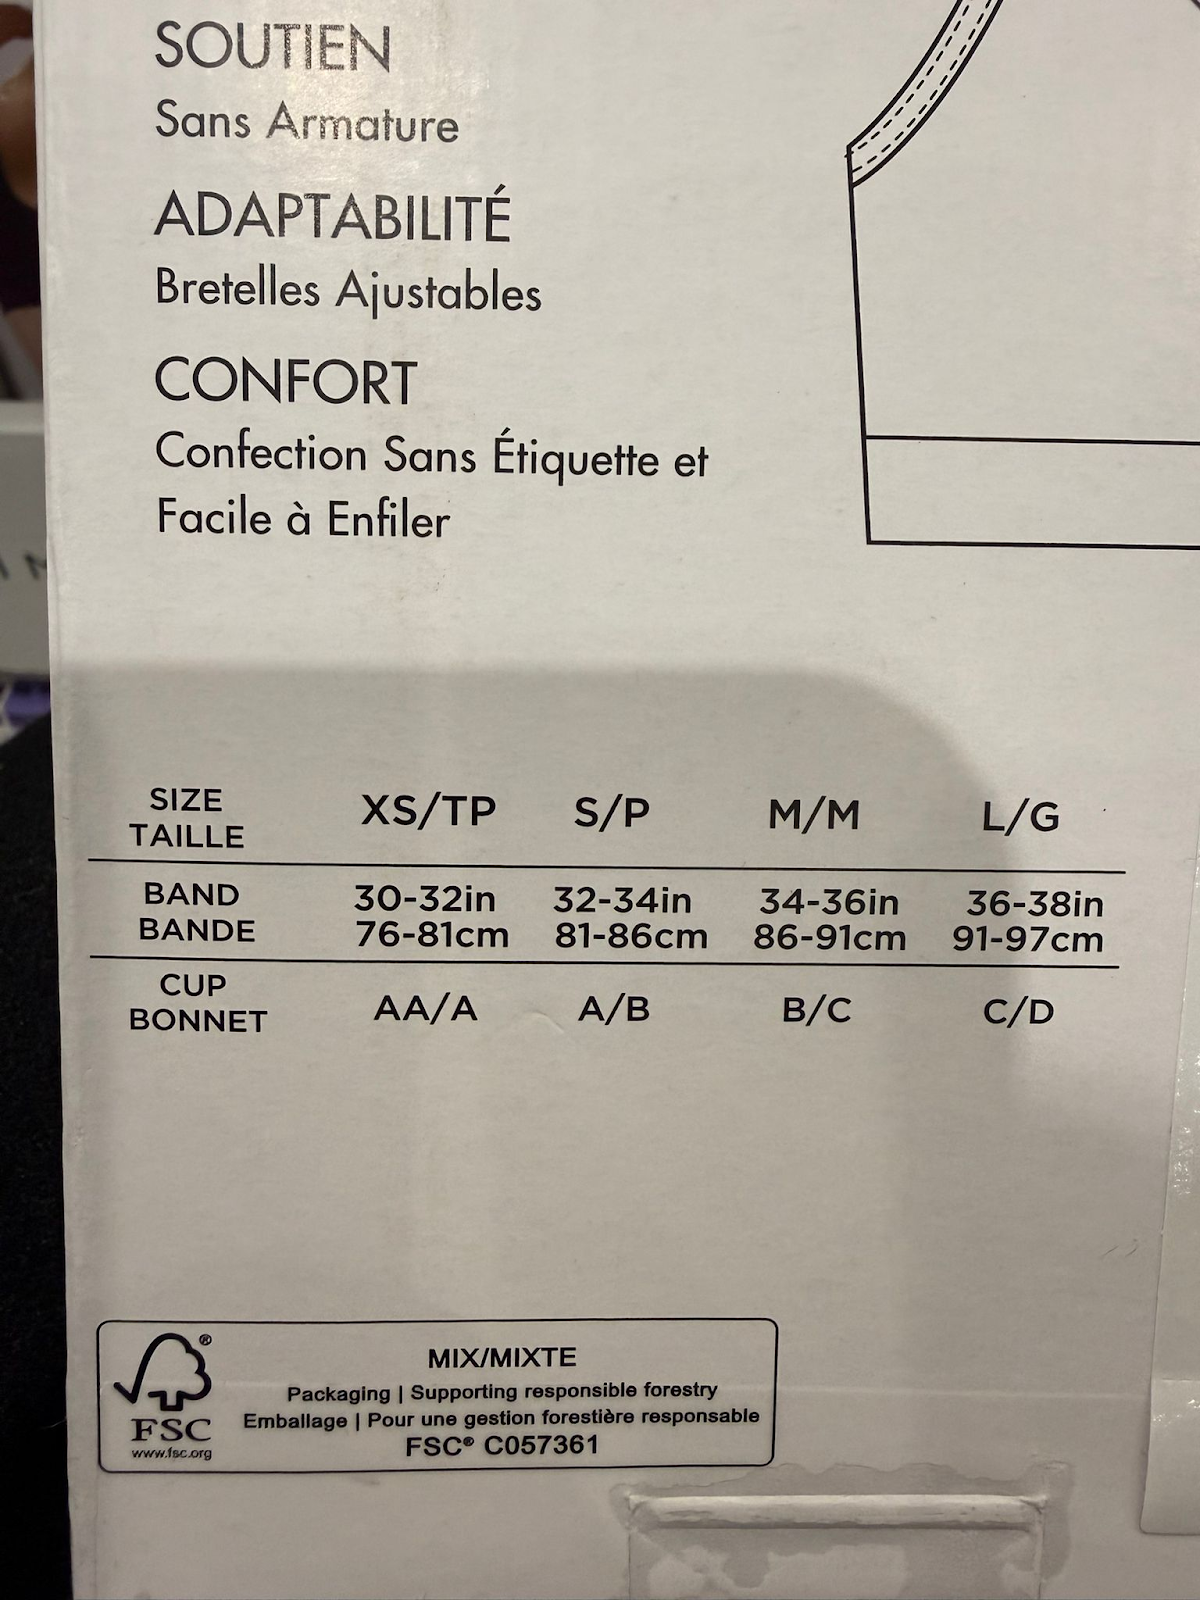 SOUTIEN
Sans Armature
ADAPTABILITÉ
Bretelles Ajustables
CONFORT
Confection Sans Étiquette et
Facile à Enfiler
SIZE
TAILLE XS/TP S/P M/M L/G
BAND 30-32in 32-34in 34-36in 36-38in
BANDE 76-81cm 81-86cm 86-91cm 91-97cm
CUP
BONNET AA/A A/B B/C C/D
MIX/MIXTE
Packaging | Supporting responsible forestry
Emballage | Pour une gestion forestière responsable
FSC® C057361
®
FSC
www.fsc.org